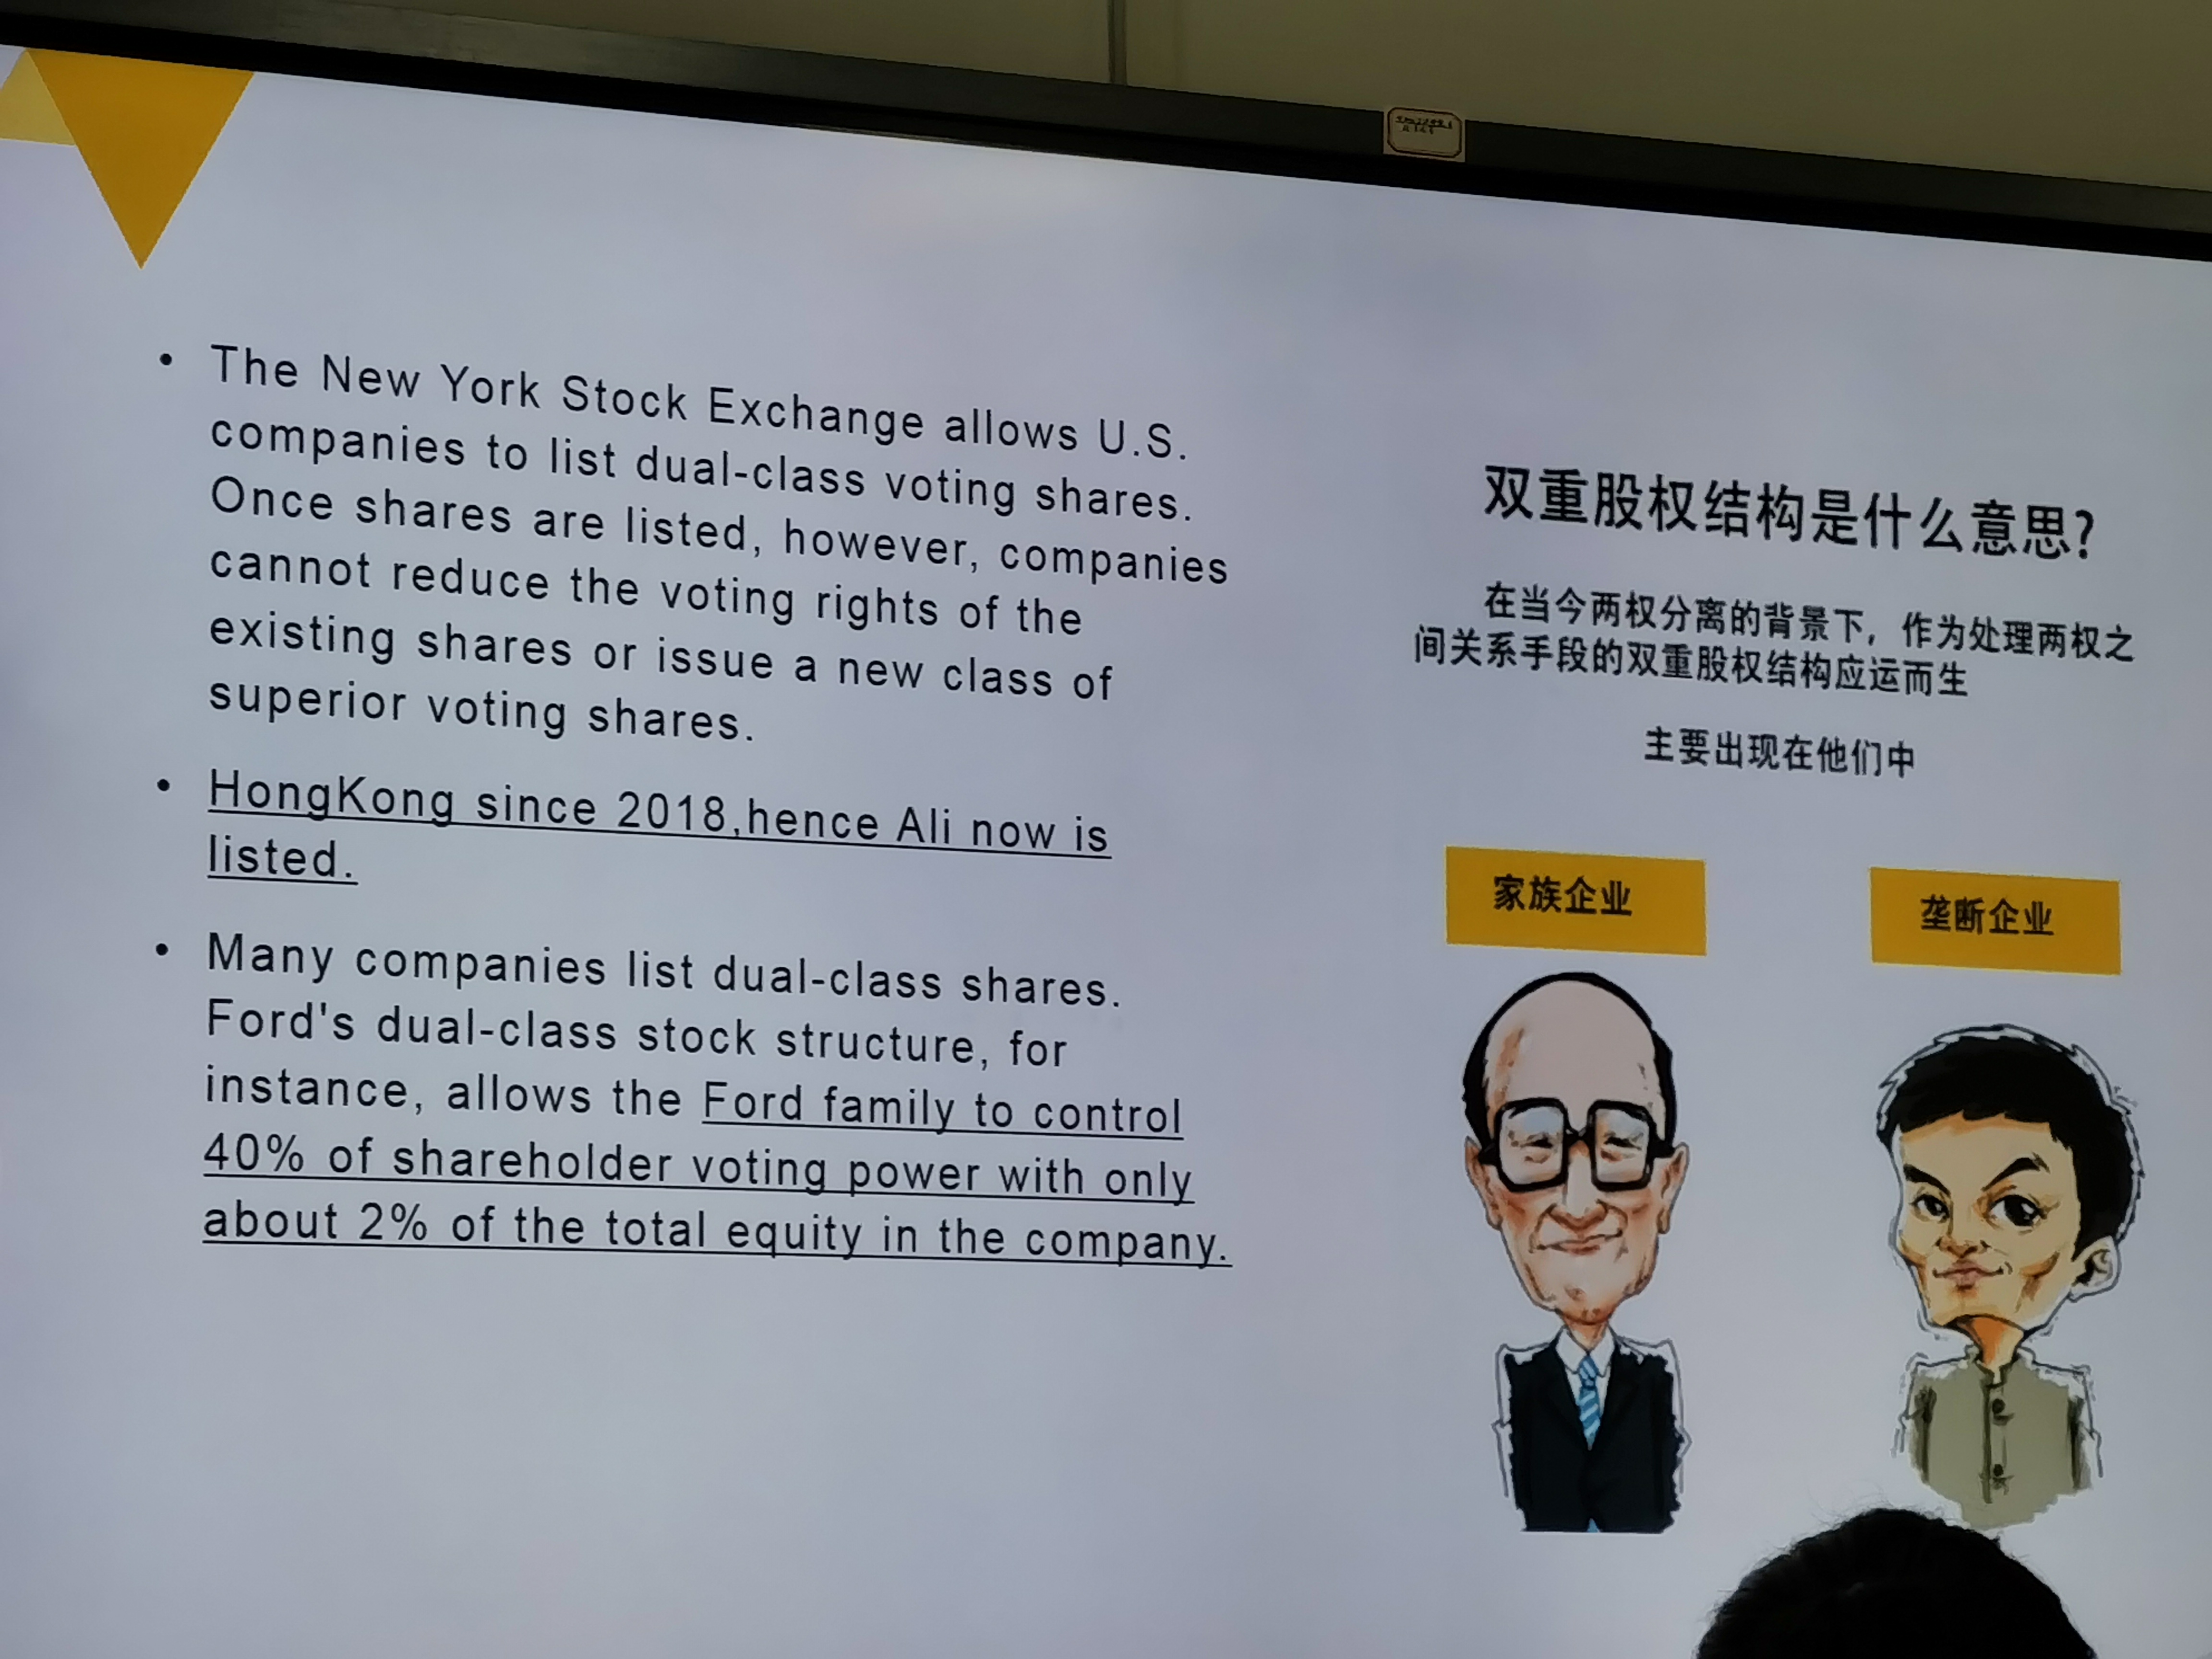 The New York Stock Exchange allows U.S.
companies to list dual-class voting shares.
Once shares are listed, however, companies
cannot reduce the voting rights of the
existing shares or issue a new class of
superior voting shares.
HongKong since 2018,hence Ali now is
listed.
Many companies list dual-class shares.
Ford's dual-class stock structure, for
instance, allows the Ford family to control
40% of shareholder voting power with only
about 2% of the total equity in the company.
双重股权结构是什么意思?
在当今两权分离的背景下，作为处理两权之
间关系手段的双重股权结构应运而生
主要出现在他们中
家族企业
垄断企业